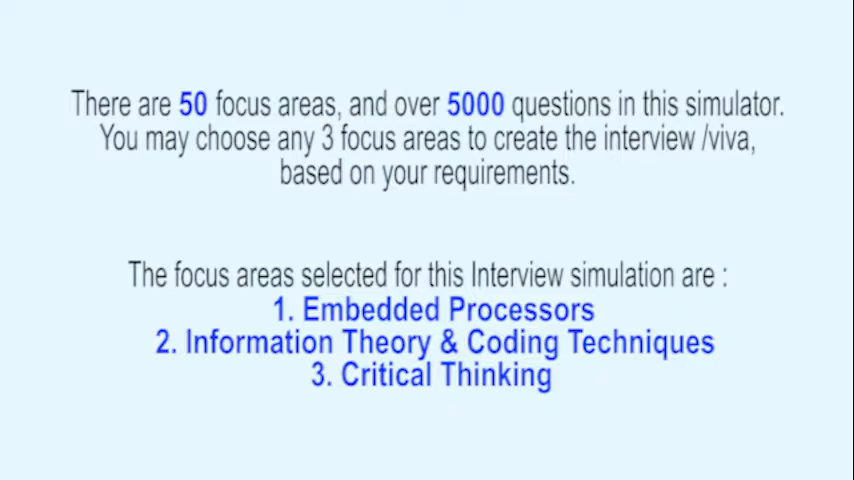 There are 50 focus areas, and over 5000 questions in this simulator.
You may choose any 3 focus areas to create the interview /viva,
based on your requirements.
The focus areas selected for this Interview simulation are :
1. Embedded Processors
2. Information Theory & Coding Techniques
3. Critical Thinking